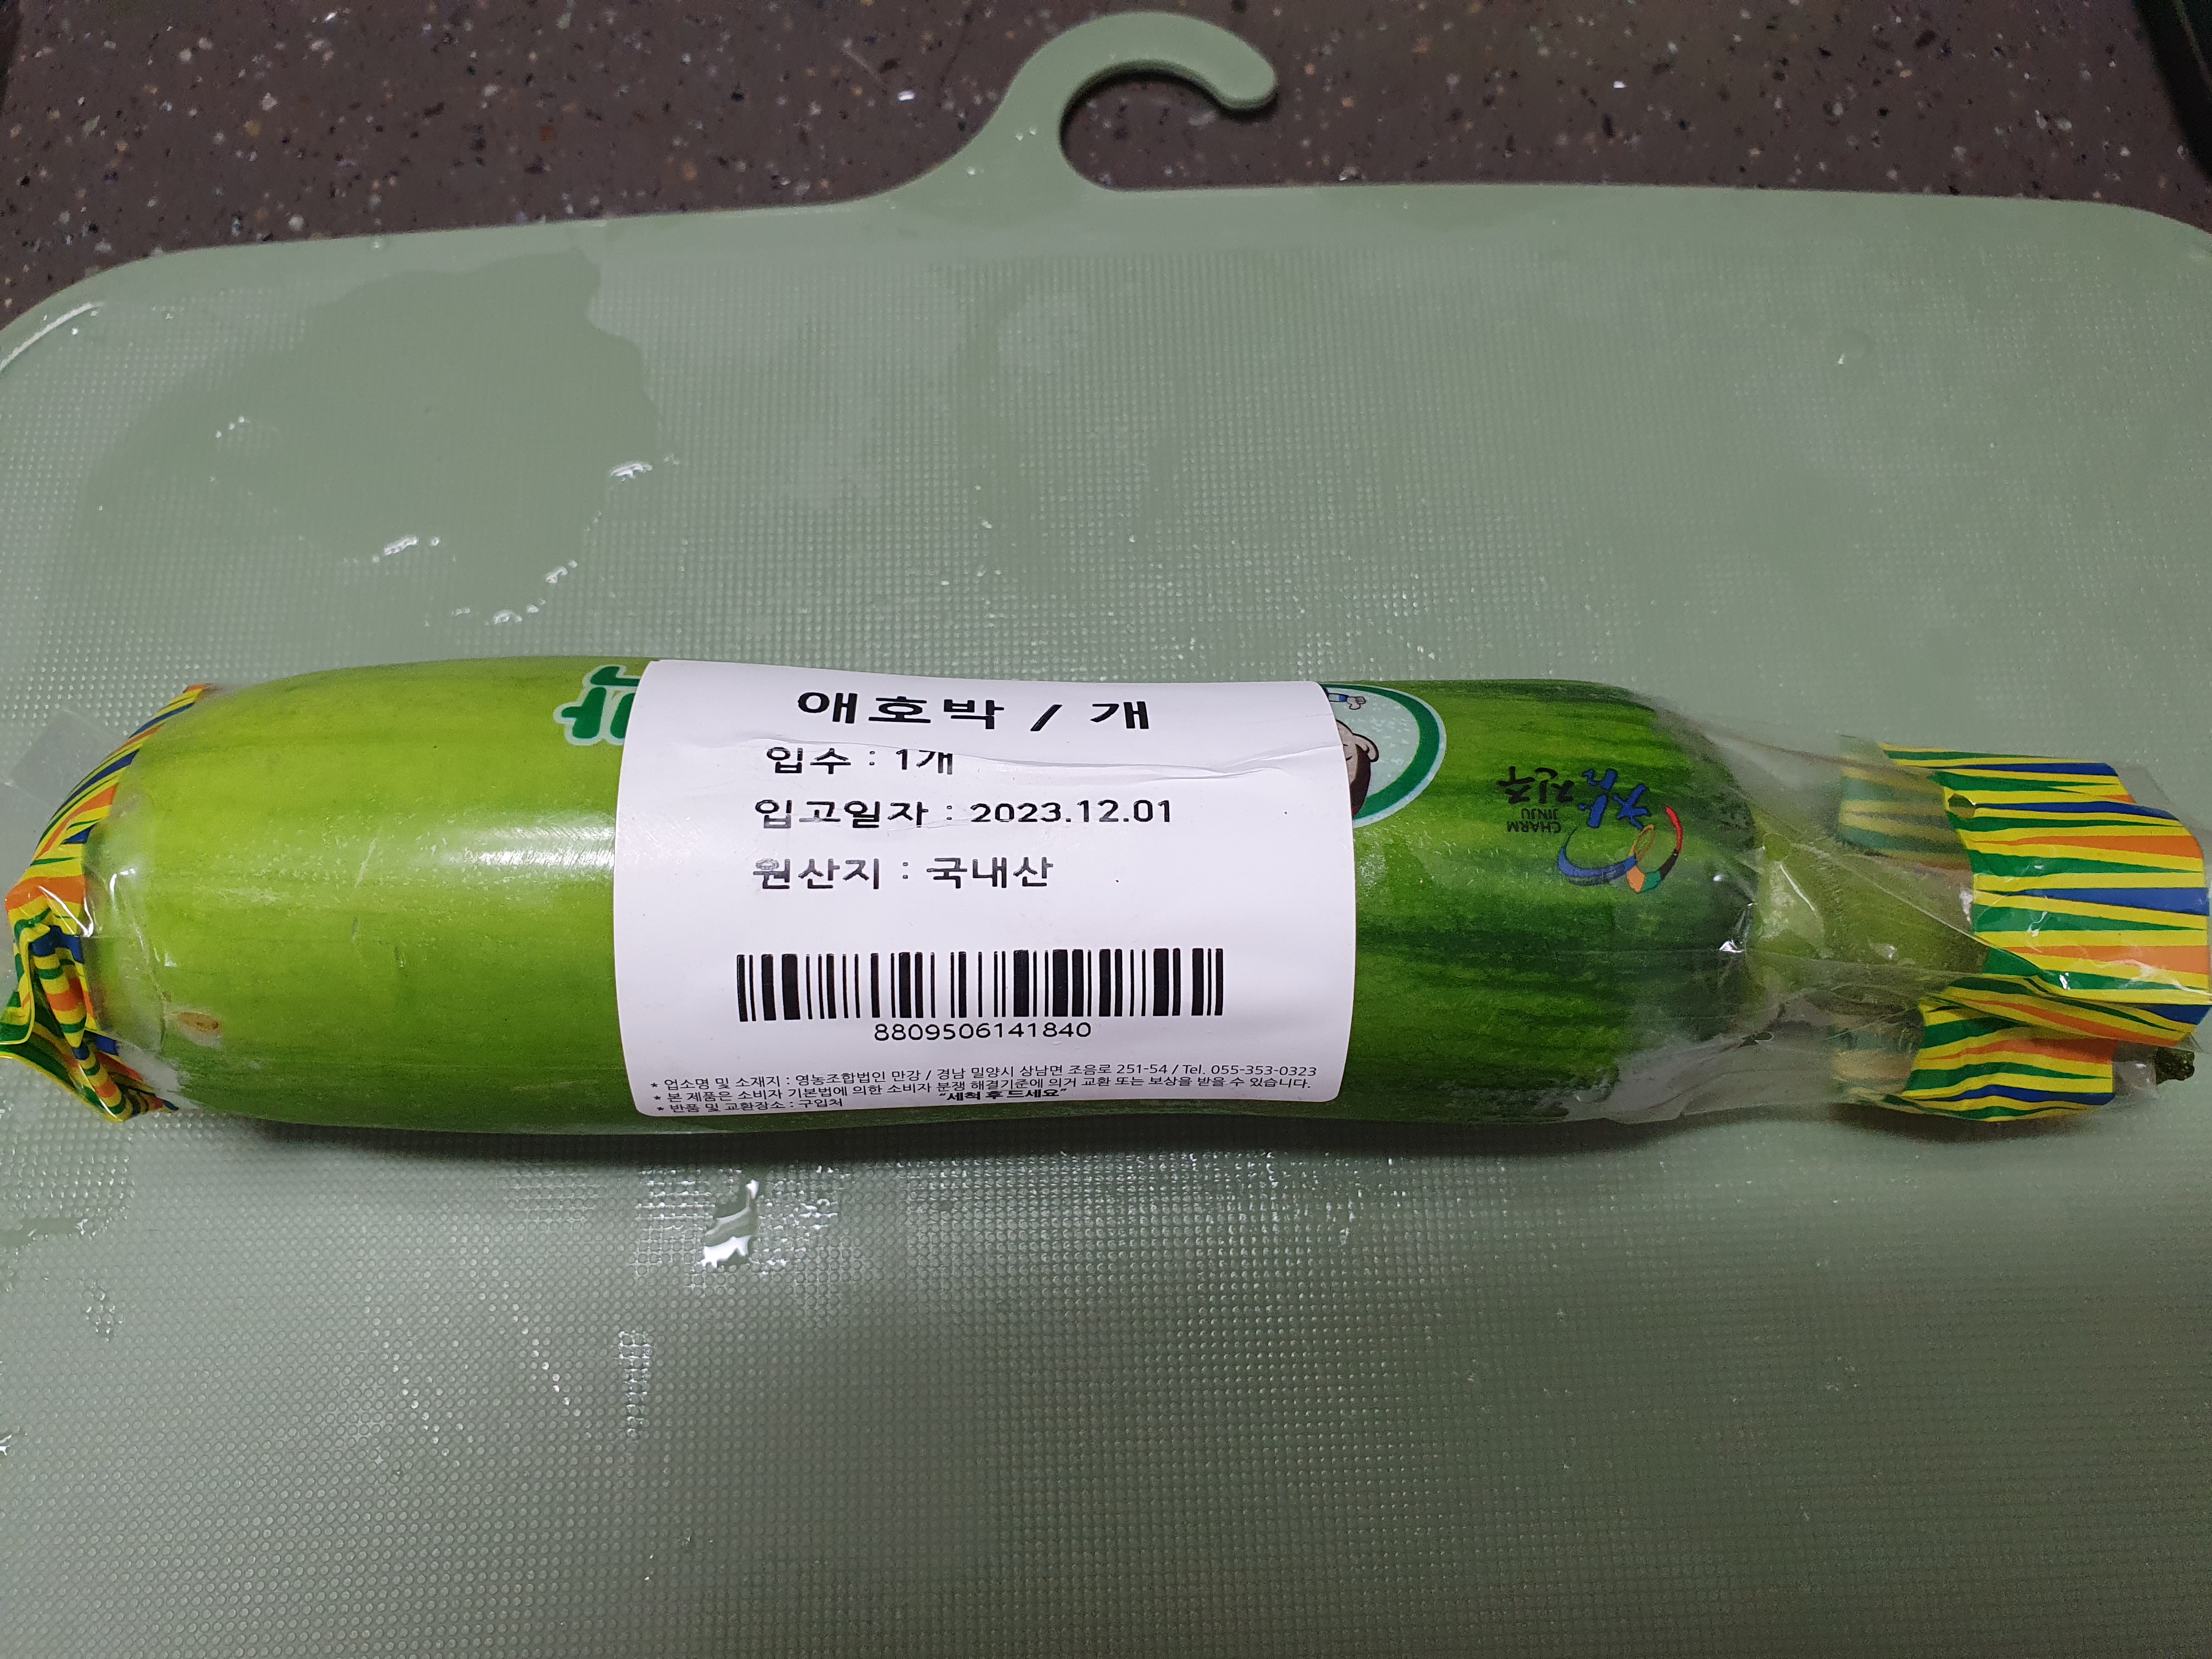 애호박 / 개
입수 : 1개
입고일자 : 2023.12.01
원산지 : 국내산
8809506141840
* 업소명 및 소재지 : 영농조합법인 만강 / 경남 밀양시 상남면 조음로 251-54 / Tel. 055-353-0323
* 본 제품은 소비자 기본법에 의한 소비자 분쟁 해결기준에 의거 교환 또는 보상을 받을 수 있습니다.
* 반품 및 교환장소 : 구입처 "세척 후 드세요"
참 진주
CHARM
JINJU